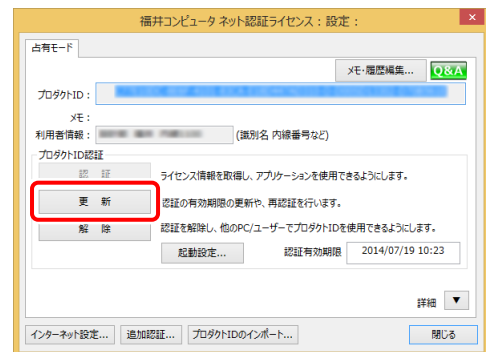 福井コンピュータ ネット認証ライセンス：設定：
占有モード
メモ・履歴編集... Q&A
プロダクトID：
メモ：
利用者情報： (識別名 内線番号など)
プロダクトID認証
認 証 ライセンス情報を取得し、アプリケーションを使用できるようにします。
更 新 認証の有効期限の更新や、再認証を行います。
解 除 認証を解除し、他のPC/ユーザーでプロダクトIDを使用できるようにします。
起動設定... 認証有効期限 2014/07/19 10:23
詳細 ▼
インターネット設定... 追加認証... プロダクトIDのインポート... 閉じる